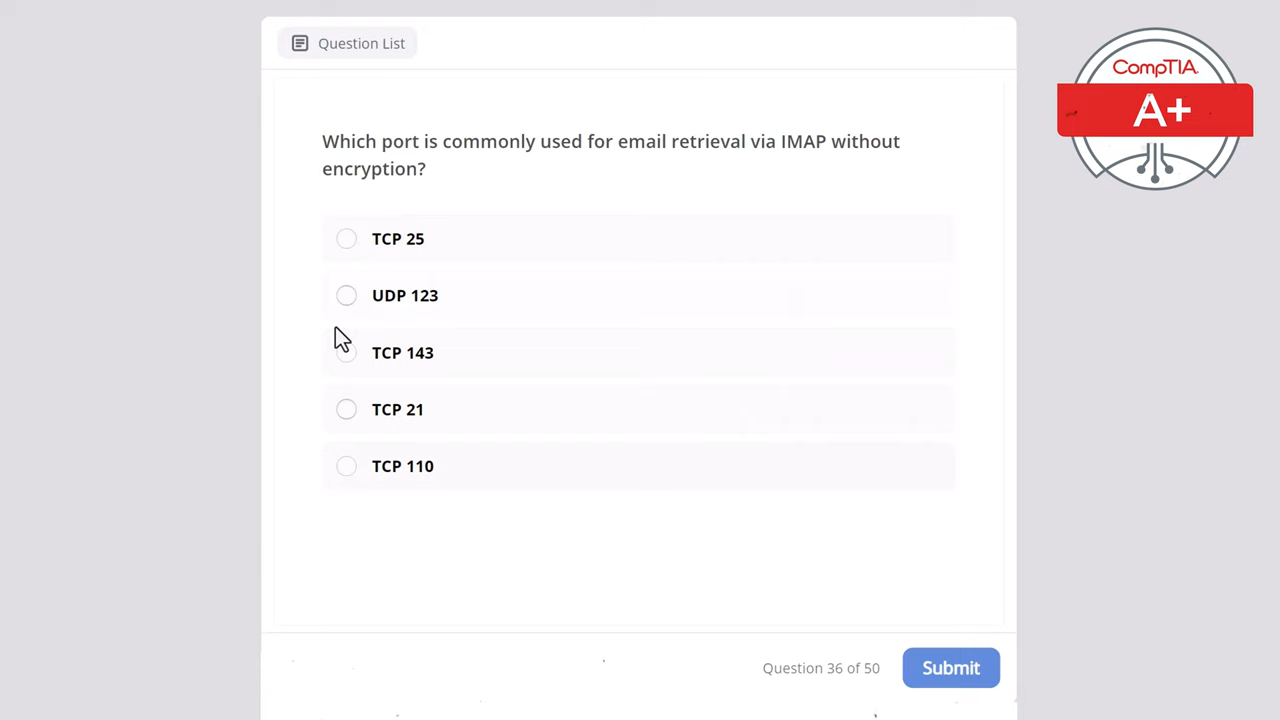 Question List
CompTIA.
A+
Which port is commonly used for email retrieval via IMAP without
encryption?
TCP 25
UDP 123
TCP 143
TCP 21
TCP 110
Question 36 of 50
Submit